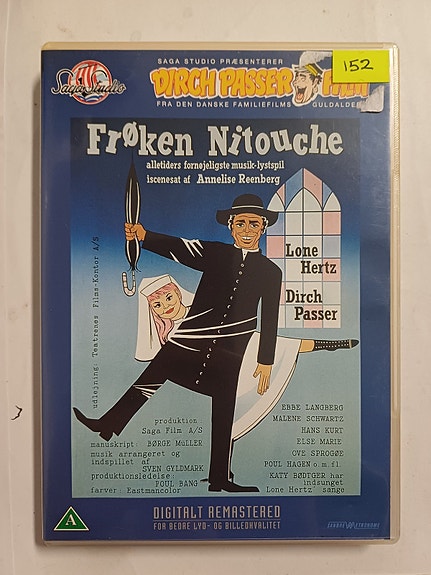 Saga Studio
SAGA STUDIO PRÆSENTERER
152
DIRCH PASSER
FRA DEN DANSKE FAMILIEFILMS GULDALDER
Frøken Nitouche
alletiders fornøjeligste musik-lystspil
iscenesat af Annelise Reenberg
Lone
Hertz
Dirch
Passer
udlejning: Teatrenes Films-Kontor A/S
produktion
Saga Film A/S
manuskript: BØRGE MÜLLER
musik arrangeret og
indspillet af
SVEN GYLDMARK
produktionsledelse
POUL BANG
farver: Eastmancolor
EBBE LANGBERG
MALENE SCHWARTZ
HANS KURT
ELSE MARIE
OVE SPROGØE
POUL HAGEN o.m.fl.
KATY BØDTGER har
indsunget
Lone Hertz' sange
A
DIGITALT REMASTERED
FOR BEDRE LYD- OG BILLEDKVALITET
SANDREW METRONOME